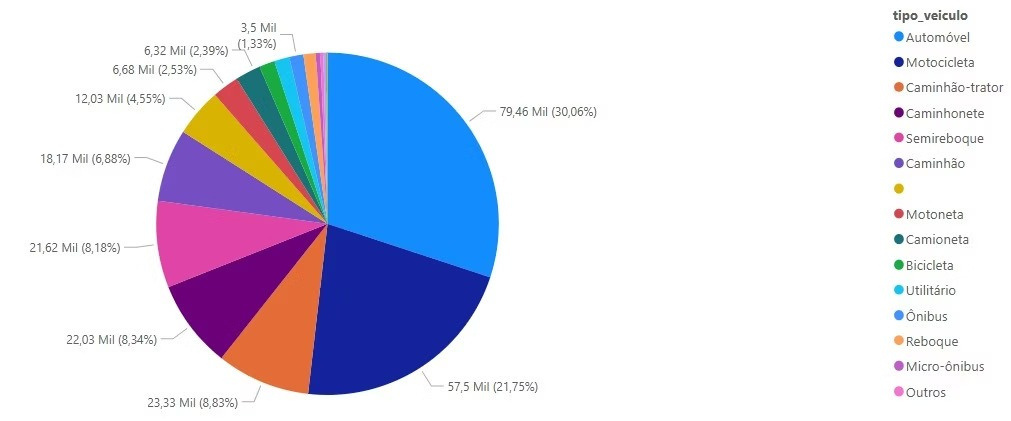 3,5 Mil
(1,33%)
6,32 Mil (2,39%)
6,68 Mil (2,53%)
12,03 Mil (4,55%)
18,17 Mil (6,88%)
21,62 Mil (8,18%)
22,03 Mil (8,34%)
23,33 Mil (8,83%)
57,5 Mil (21,75%)
79,46 Mil (30,06%)
tipo_veiculo
Automóvel
Motocicleta
Caminhão-trator
Caminhonete
Semireboque
Caminhão
Motoneta
Camioneta
Bicicleta
Utilitário
Ônibus
Reboque
Micro-ônibus
Outros